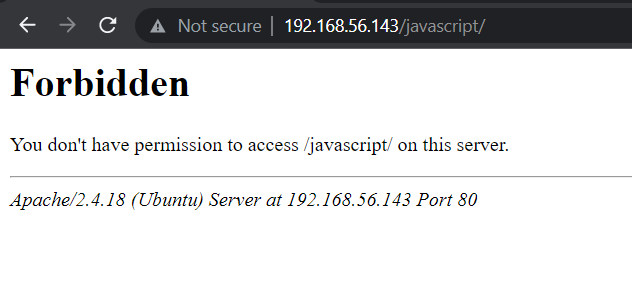 Not secure | 192.168.56.143/javascript/
Forbidden
You don't have permission to access /javascript/ on this server.
Apache/2.4.18 (Ubuntu) Server at 192.168.56.143 Port 80